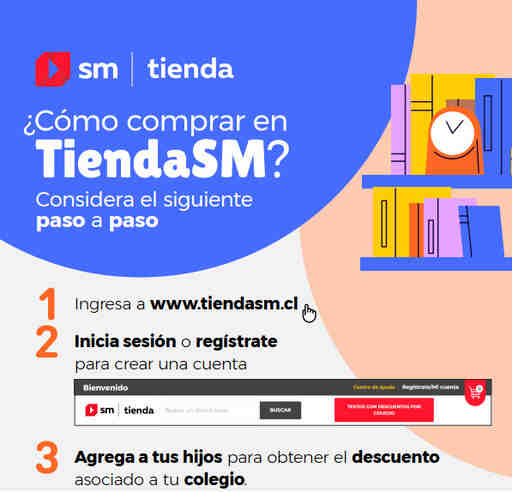 sm tienda
¿Cómo comprar en
TiendaSM?
Considera el siguiente
paso a paso
1 Ingresa a www.tiendasm.cl
2 Inicia sesión o regístrate
para crear una cuenta
Bienvenido Centro de Ayuda Regístrate/Mi cuenta
sm tienda BUSCAR TEXTOS CON DESCUENTOS POR
COLEGIO
3 Agrega a tus hijos para obtener el descuento
asociado a tu colegio.